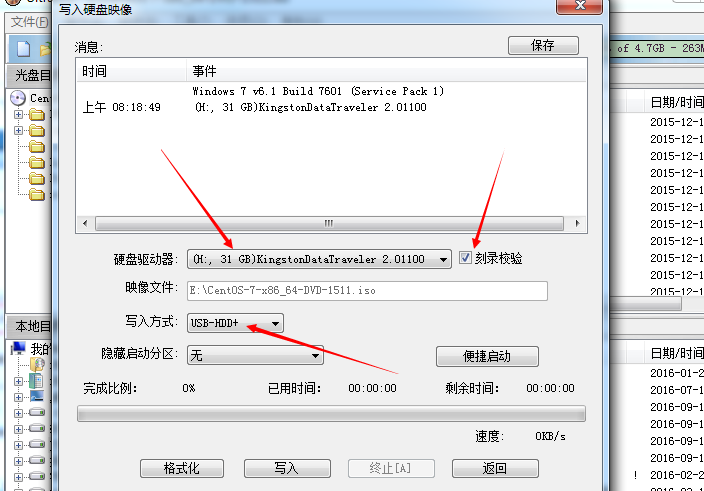 写入硬盘映像
文件(F)
消息：
保存
of 4.7GB - 263M
时间
事件
光盘目
Windows 7 v6.1 Build 7601 (Service Pack 1)
上午 08:18:49
(H:, 31 GB)KingstonDataTraveler 2.01100
日期/时间
2015-12-1
2015-12-1
2015-12-1
2015-12-1
2015-12-1
2015-12-1
2015-12-1
2015-12-1
2015-12-1
2015-12-1
硬盘驱动器：
(H:, 31 GB)KingstonDataTraveler 2.01100
刻录校验
映像文件：
E:\CentOS-7-x86_64-DVD-1511.iso
写入方式：
USB-HDD+
本地目
隐藏启动分区：
无
便捷启动
我的
日期/时间
完成比例：
0%
已用时间：
00:00:00
剩余时间：
00:00:00
2016-01-2
2016-07-1
2016-09-1
2016-09-1
2016-09-1
2016-09-1
! 2016-02-2
速度：
0KB/s
格式化
写入
终止[A]
返回